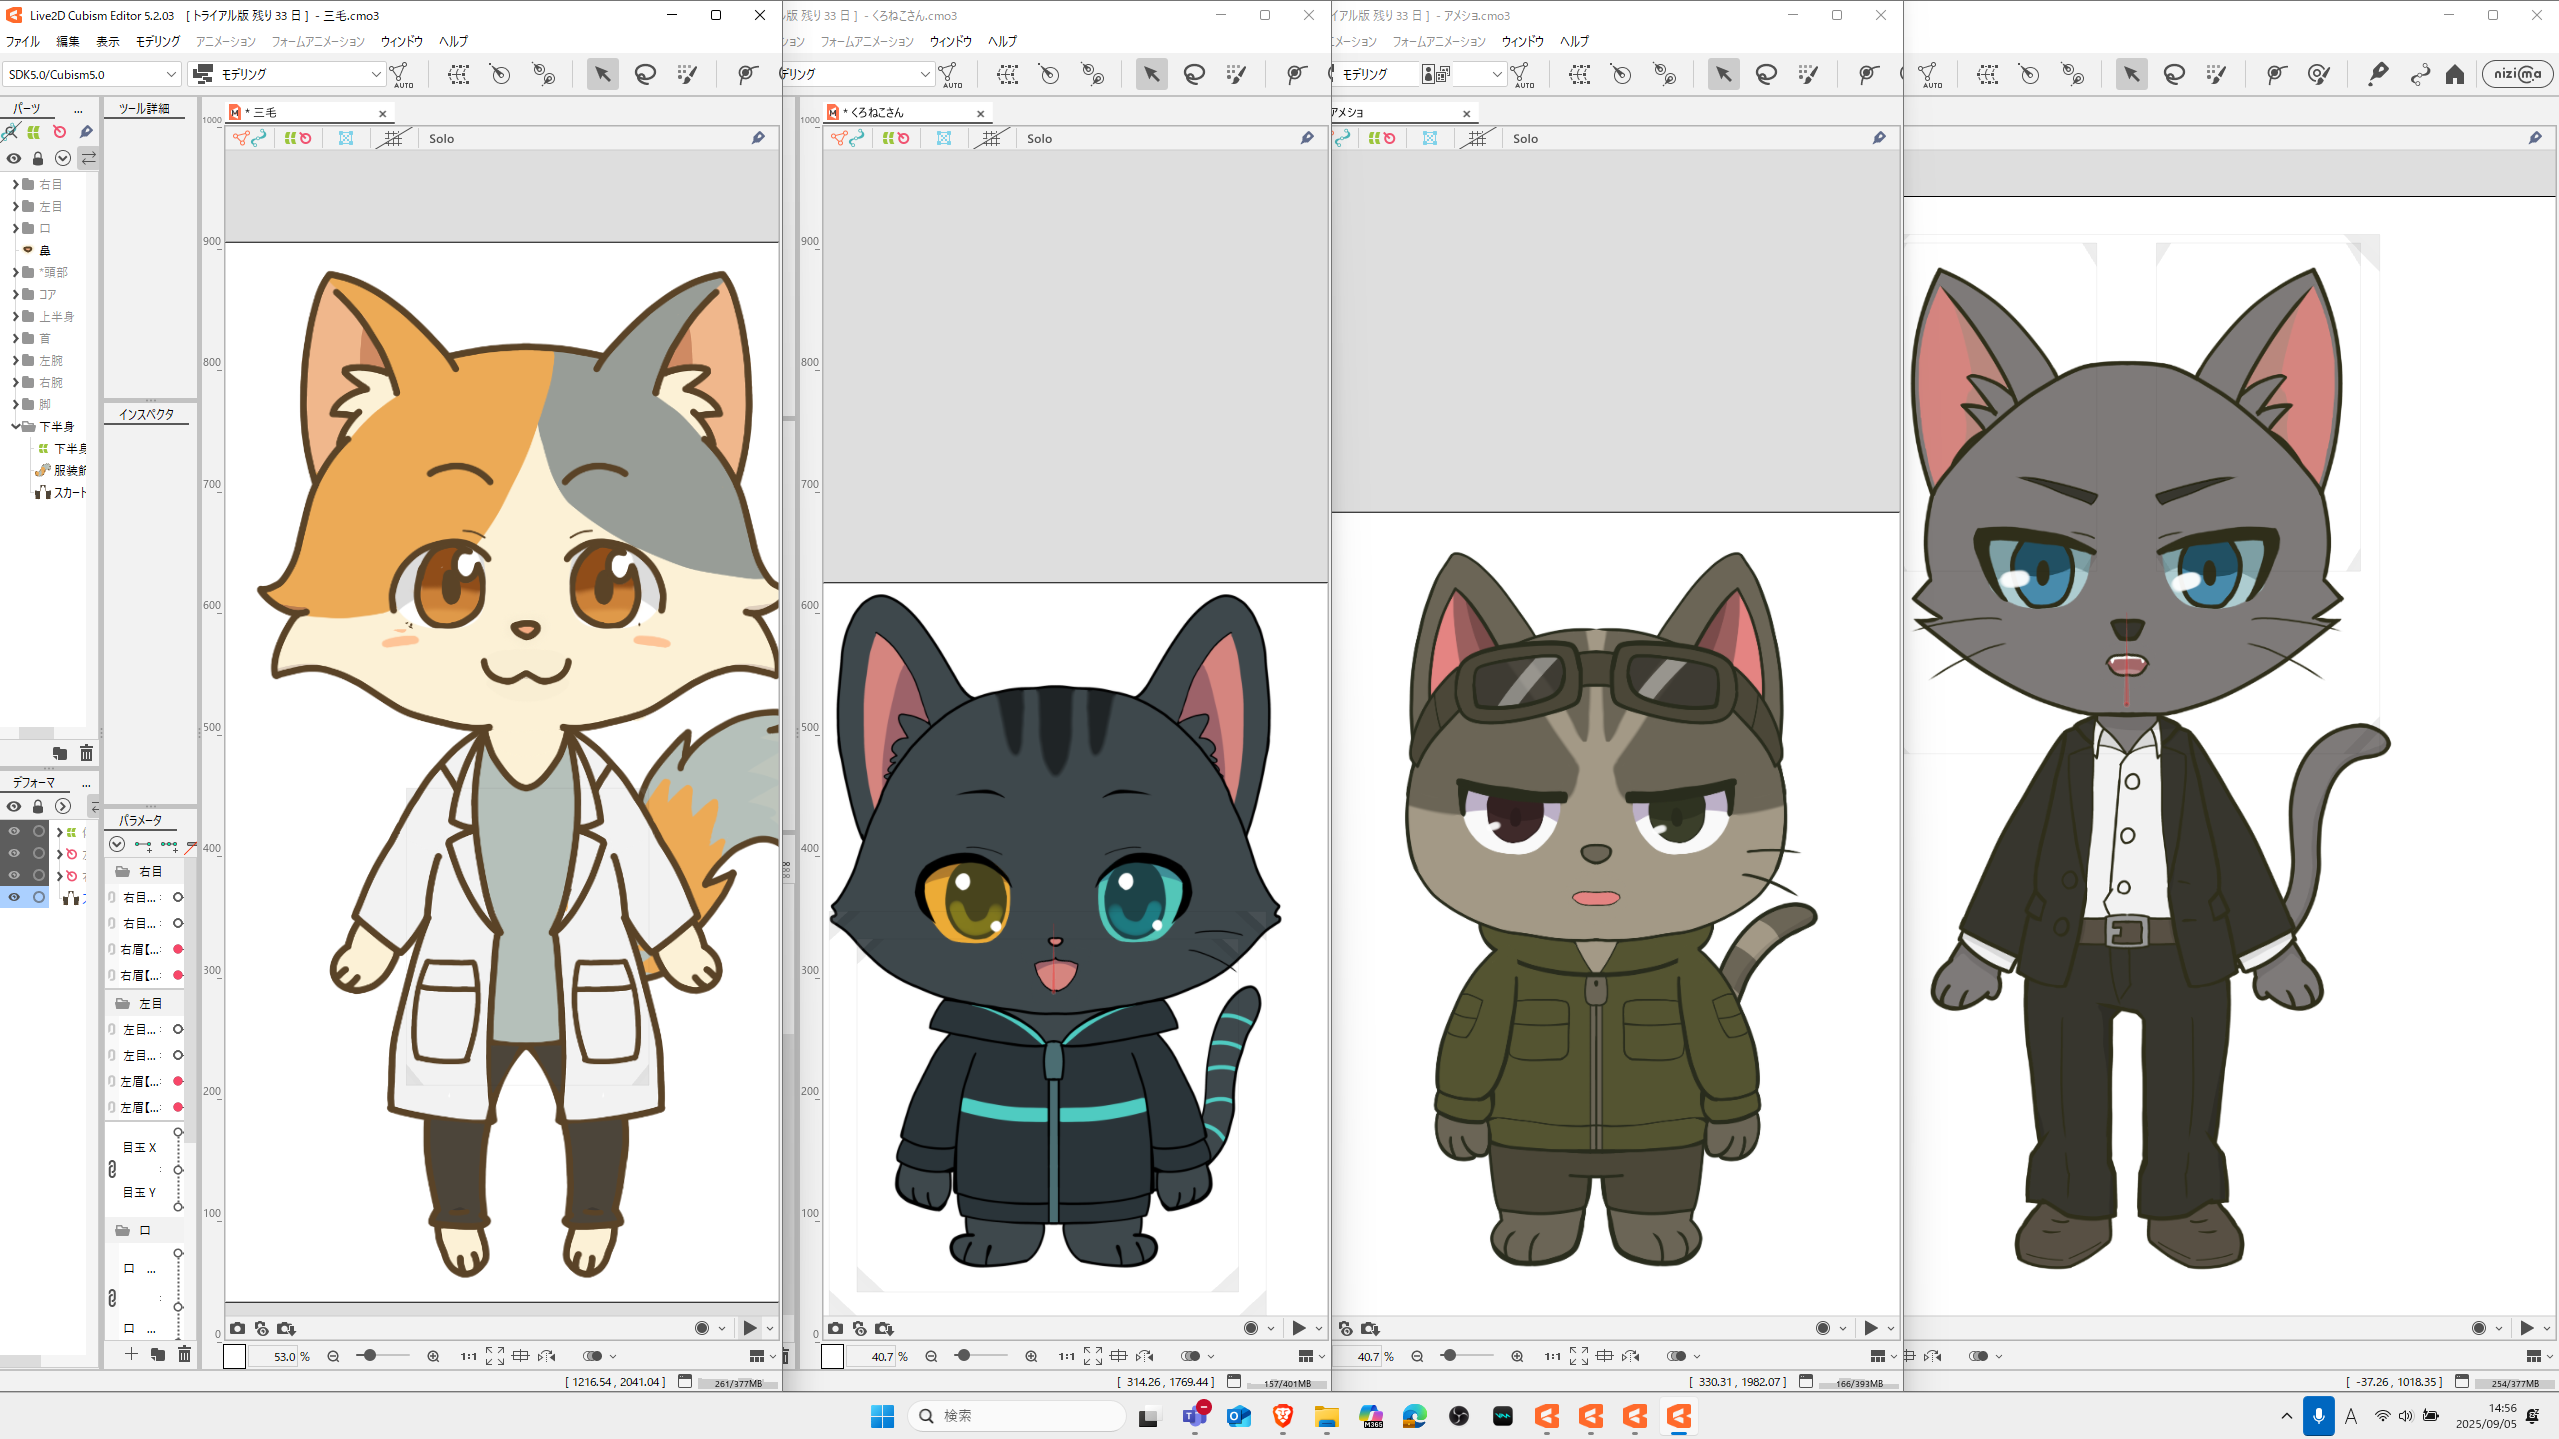 Live2D Cubism Editor 5.2.03 [ トライアル版 残り 33 日 ] - 三毛.cmo3
版 残り 33 日 ] - くろねこさん.cmo3
イアル版 残り 33 日 ] - アメショ.cmo3
ファイル 編集 表示 モデリング アニメーション フォームアニメーション ウィンドウ ヘルプ
ション フォームアニメーション ウィンドウ ヘルプ
メーション フォームアニメーション ウィンドウ ヘルプ
SDK5.0/Cubism5.0 モデリング AUTO
デリング AUTO
モデリング AUTO
AUTO nizima
パーツ ... ツール詳細 * 三毛
* くろねこさん
アメショ
Solo
Solo
Solo
右目
左目
口
鼻
*頭部
コア
上半身
首
左腕
右腕
脚
下半身
下半身
服装飾
スカート
インスペクタ
デフォーマ ...
パラメータ
右目
右目...
右目...
右眉【...
右眉【...
左目
左目...
左目...
左眉【...
左眉【...
目玉 X
目玉 Y
口
口 ...
口 ...
1000
900
800
700
600
500
400
300
200
100
0
1000
900
800
700
600
500
400
300
200
100
0
53.0 % 1:1
40.7 % 1:1
40.7 % 1:1
[ 1216.54 , 2041.04 ] 261/377MB
[ 314.26 , 1769.44 ] 157/401MB
[ 330.31 , 1982.07 ] 166/393MB
[ -37.26 , 1018.35 ] 254/377MB
検索
M365
A
14:56
2025/09/05